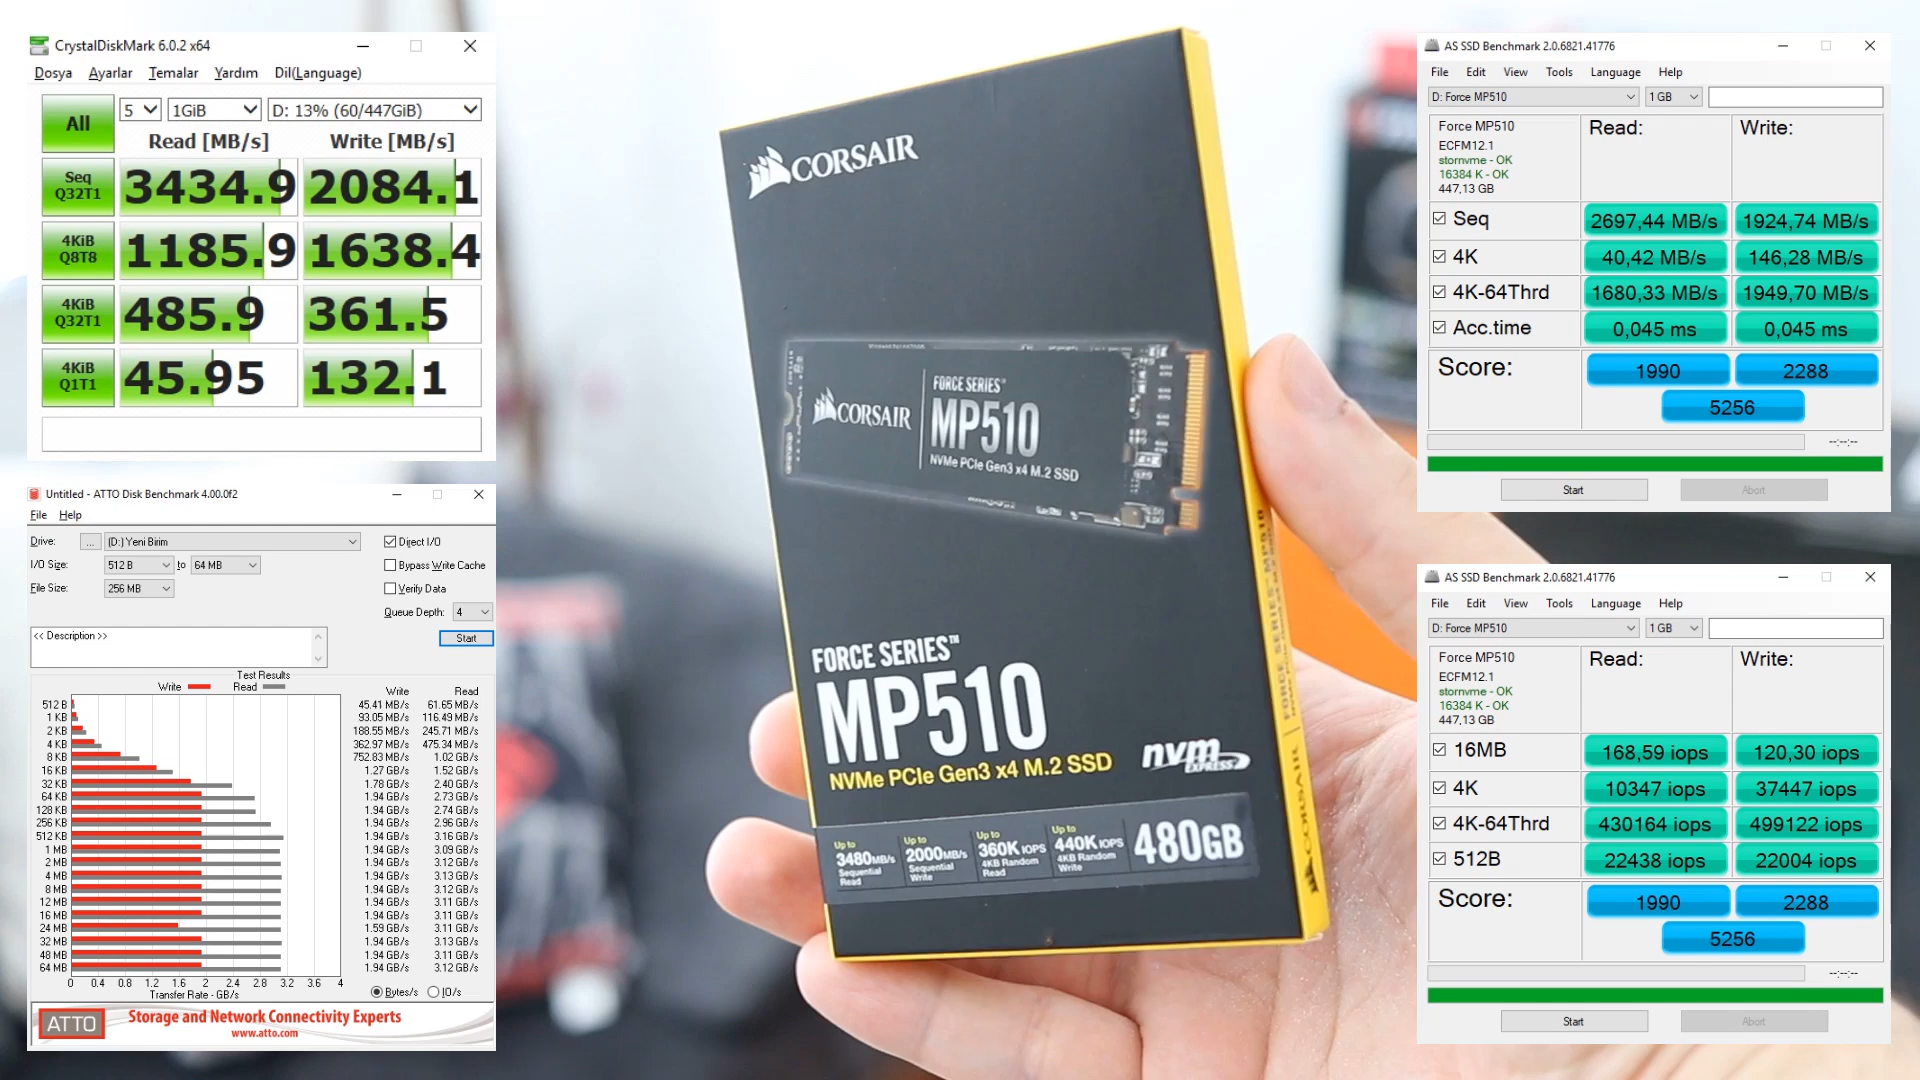 CrystalDiskMark 6.0.2 x64
Dosya Ayarlar Temalar Yardım Dil(Language)
All 5 1GiB D: 13% (60/447GiB)
Read [MB/s] Write [MB/s]
Seq Q32T1 3434.9 2084.1
4KiB Q8T8 1185.9 1638.4
4KiB Q32T1 485.9 361.5
4KiB Q1T1 45.95 132.1
Untitled - ATTO Disk Benchmark 4.00.0f2
File Help
Drive: ... (D:) Yeni Birim Direct I/O
I/O Size: 512 B to 64 MB Bypass Write Cache
File Size: 256 MB Verify Data
Queue Depth: 4
<< Description >> Start
Test Results
Write Read Write Read
512 B 45.41 MB/s 61.65 MB/s
1 KB 93.05 MB/s 116.49 MB/s
2 KB 188.55 MB/s 245.71 MB/s
4 KB 362.97 MB/s 475.34 MB/s
8 KB 752.83 MB/s 1.02 GB/s
16 KB 1.27 GB/s 1.52 GB/s
32 KB 1.78 GB/s 2.40 GB/s
64 KB 1.94 GB/s 2.73 GB/s
128 KB 1.94 GB/s 2.74 GB/s
256 KB 1.94 GB/s 2.96 GB/s
512 KB 1.94 GB/s 3.16 GB/s
1 MB 1.94 GB/s 3.09 GB/s
2 MB 1.94 GB/s 3.12 GB/s
4 MB 1.94 GB/s 3.13 GB/s
8 MB 1.94 GB/s 3.12 GB/s
12 MB 1.94 GB/s 3.11 GB/s
16 MB 1.94 GB/s 3.11 GB/s
24 MB 1.59 GB/s 3.11 GB/s
32 MB 1.94 GB/s 3.13 GB/s
48 MB 1.94 GB/s 3.11 GB/s
64 MB 1.94 GB/s 3.12 GB/s
0 0.4 0.8 1.2 1.6 2 2.4 2.8 3.2 3.6 4
Transfer Rate - GB/s Bytes/s IO/s
ATTO Storage and Network Connectivity Experts
www.atto.com
CORSAIR
CORSAIR FORCE SERIES™
MP510
NVMe PCIe Gen3 x4 M.2 SSD
FORCE SERIES™
MP510
NVMe PCIe Gen3 x4 M.2 SSD
nvm EXPRESS
Up to 3480MB/s Sequential Read
Up to 2000MB/s Sequential Write
Up to 360K IOPS 4KB Random Read
Up to 440K IOPS 4KB Random Write
480GB
FORCE SERIES™ MP510
CORSAIR
AS SSD Benchmark 2.0.6821.41776
File Edit View Tools Language Help
D: Force MP510 1 GB
Force MP510 Read: Write:
ECFM12.1
stornvme - OK
16384 K - OK
447,13 GB
Seq 2697,44 MB/s 1924,74 MB/s
4K 40,42 MB/s 146,28 MB/s
4K-64Thrd 1680,33 MB/s 1949,70 MB/s
Acc.time 0,045 ms 0,045 ms
Score: 1990 2288
5256
--:--:--
Start Abort
AS SSD Benchmark 2.0.6821.41776
File Edit View Tools Language Help
D: Force MP510 1 GB
Force MP510 Read: Write:
ECFM12.1
stornvme - OK
16384 K - OK
447,13 GB
16MB 168,59 iops 120,30 iops
4K 10347 iops 37447 iops
4K-64Thrd 430164 iops 499122 iops
512B 22438 iops 22004 iops
Score: 1990 2288
5256
--:--:--
Start Abort